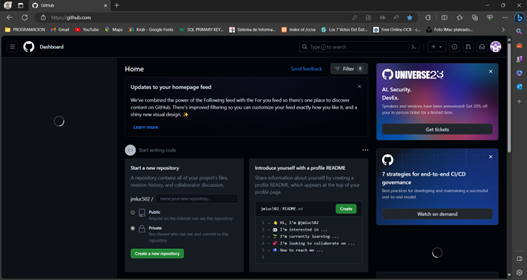 GitHub
https://github.com
PROGRAMACION
Gmail
YouTube
Maps
Krab - Google Fonts
SQL PRIMARY KEY...
Sistema de Informa...
Index of /iczna
Los 7 Votos Del Ést...
Free Online OCR - c...
Foto Mac plateado...
Dashboard
Type / to search
Home
Send feedback
Filter 8
Updates to your homepage feed
We've combined the power of the Following feed with the For you feed so there's one place to discover
content on GitHub. There's improved filtering so you can customize your feed exactly how you like it, and a
shiny new visual design. ✨
Learn more
Start writing code
Start a new repository
A repository contains all of your project's files,
revision history, and collaborator discussion.
jmluc502 /
name your new repository...
Public
Anyone on the internet can see this repository
Private
You choose who can see and commit to this
repository
Create a new repository
Introduce yourself with a profile README
Share information about yourself by creating a
profile README, which appears at the top of your
profile page.
jmluc502 / README.md
Create
1 - 👋 Hi, I'm @jmluc502
2 - 👀 I'm interested in ...
3 - 🌱 I'm currently learning ...
4 - 💞️ I'm looking to collaborate on ...
5 - 📫 How to reach me ...
6
UNIVERSE23
AI. Security.
DevEx.
Speakers and sessions have been announced! Get 20% off
your in-person ticket for a limited time.
Get tickets
7 strategies for end-to-end CI/CD
governance
Best practices for developing and maintaining a successful
end to end model.
Watch on demand